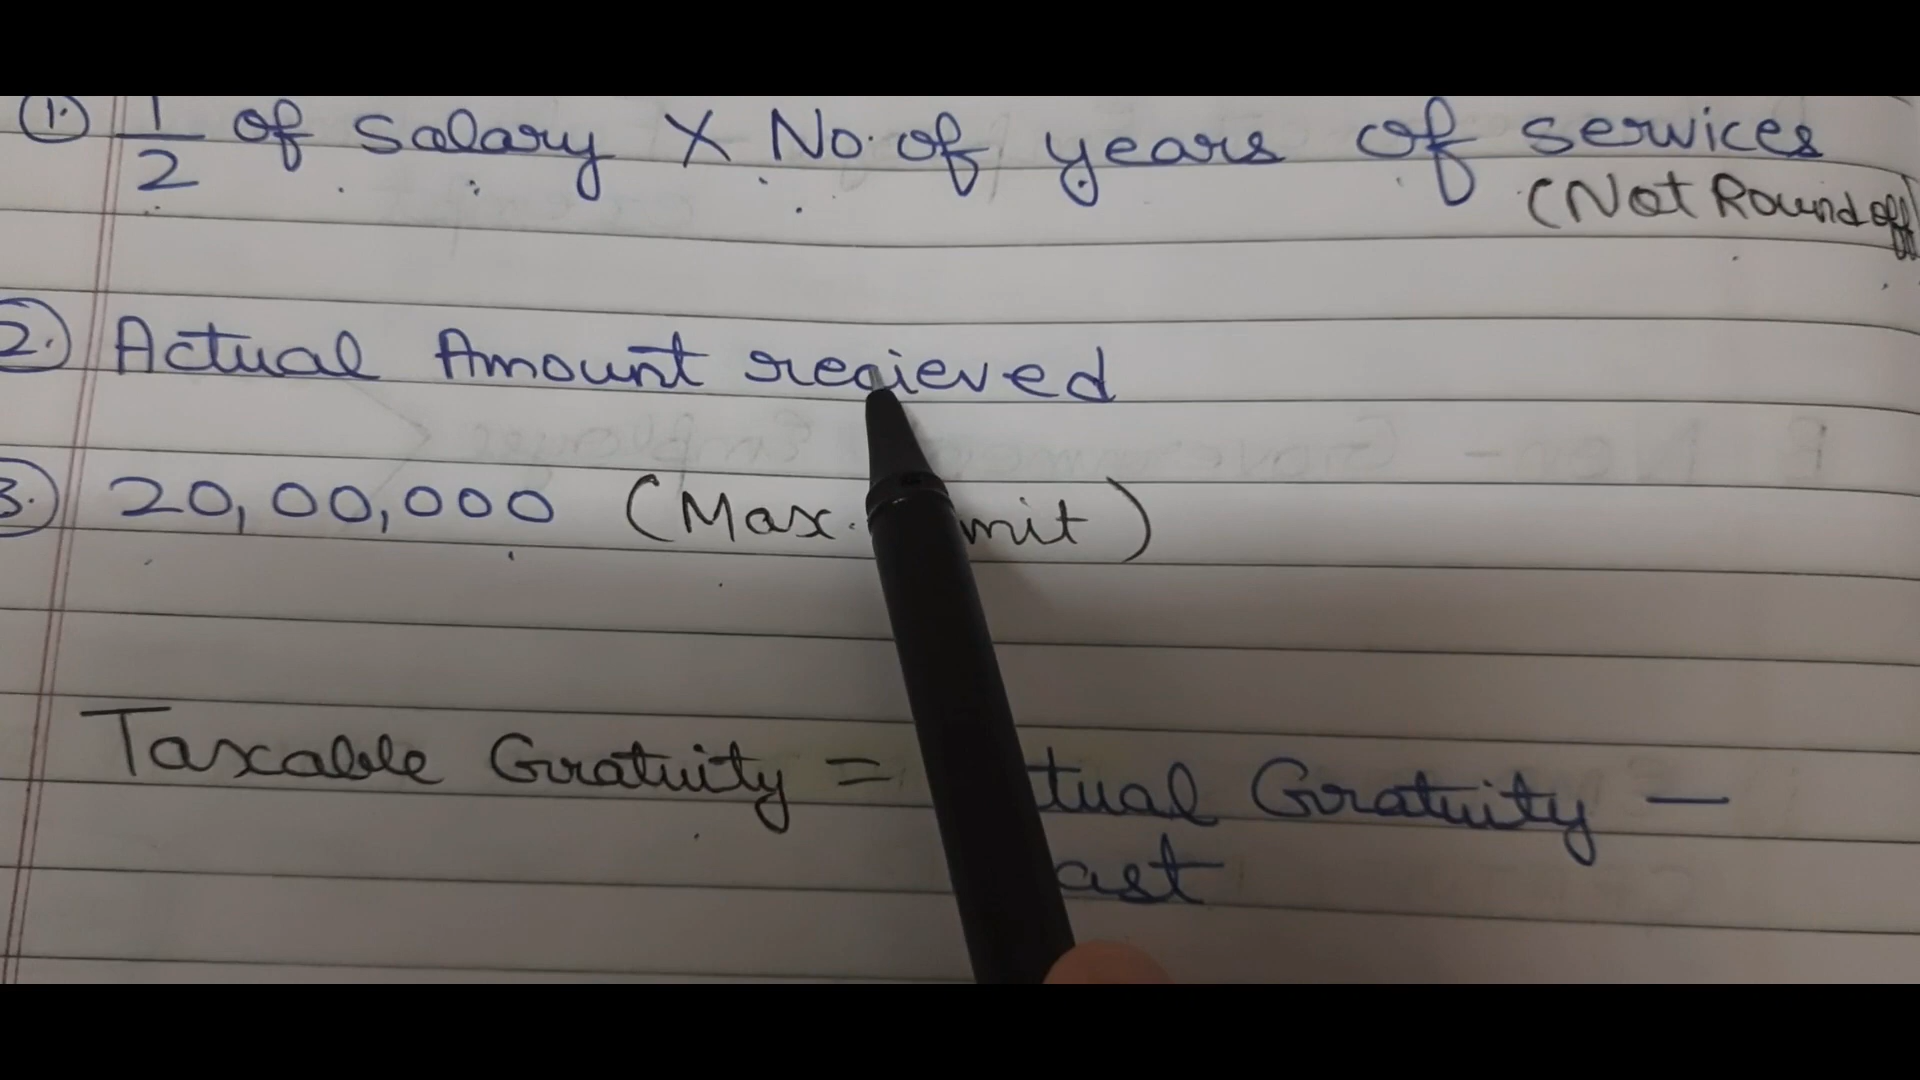 1. 1/2 of salary X No. of years of services
(Not Round off
2. Actual Amount recieved
3. 20,00,000 (Max. mit)
Taxable Gratuity = tual Gratuity -
ast